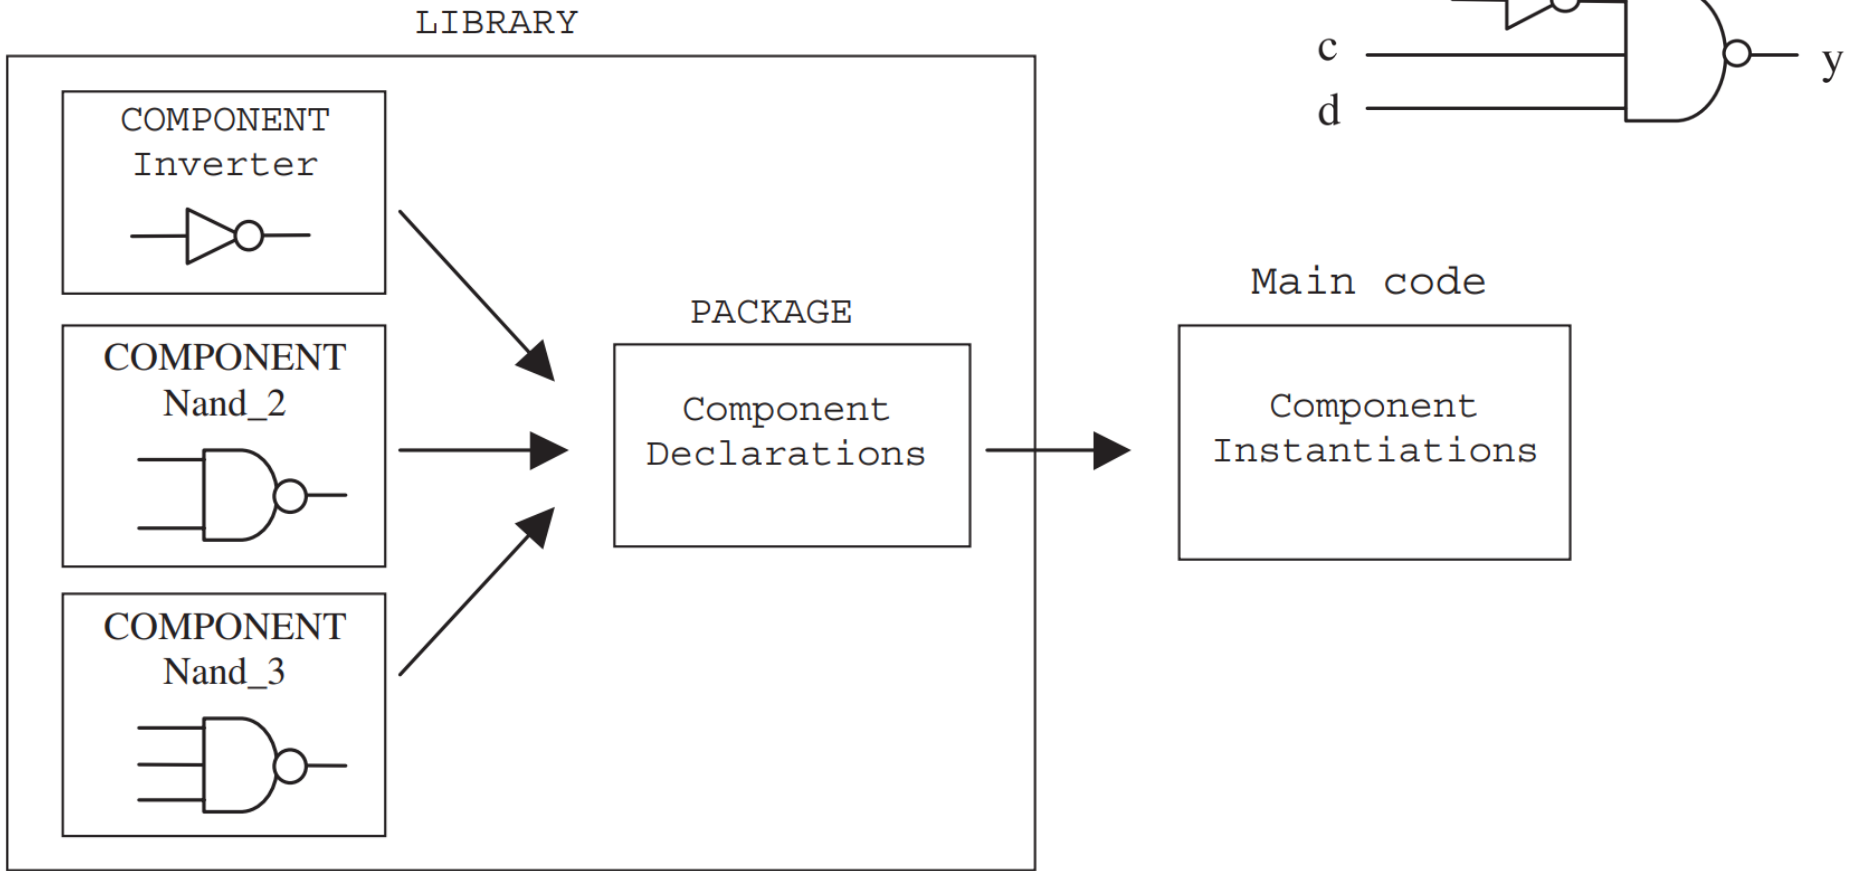 LIBRARY
COMPONENT
Inverter
COMPONENT
Nand_2
COMPONENT
Nand_3
PACKAGE
Component
Declarations
c
d
y
Main code
Component
Instantiations